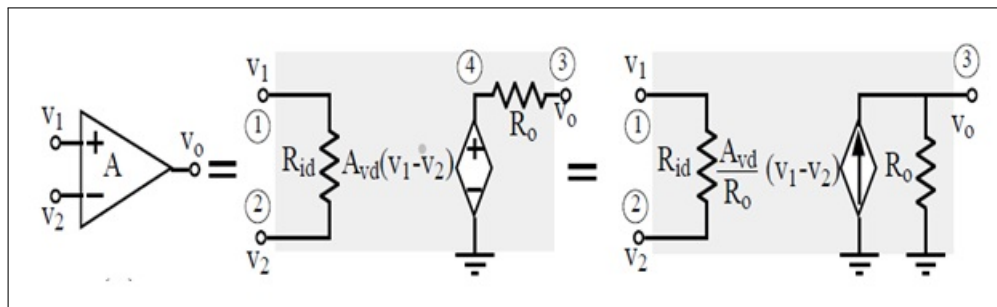 v1
+
A
v2
−
vo
=
v1
①
Rid
②
v2
Avd(v1-v2)
+
−
④
Ro
③
vo
=
v1
①
Rid
②
v2
Avd
Ro
(v1-v2)
Ro
③
vo